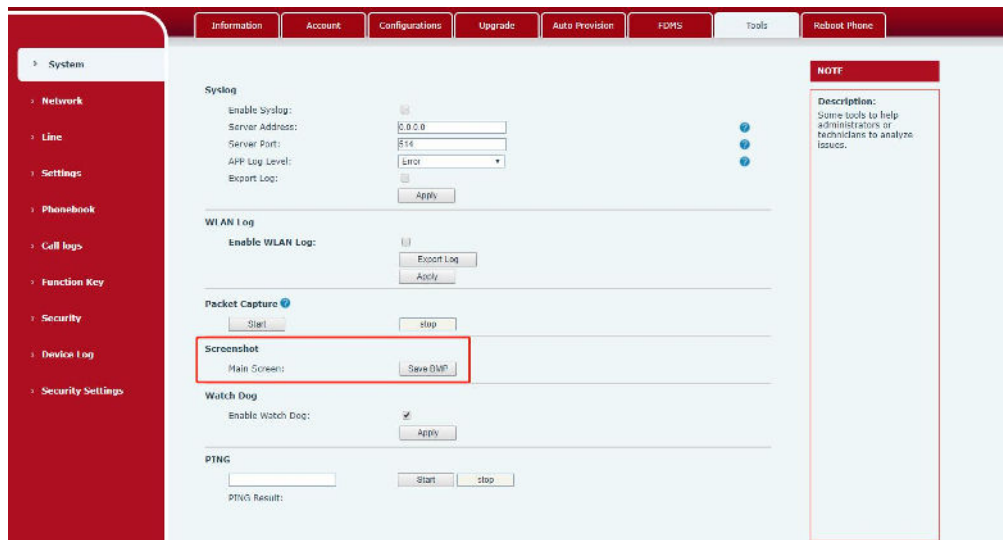 Information
Account
Configurations
Upgrade
Auto Provision
FDMS
Tools
Reboot Phone
System
Network
Line
Settings
Phonebook
Call logs
Function Key
Security
Device Log
Security Settings
Syslog
Enable Syslog:
Server Address:
0.0.0.0
Server Port:
514
APP Log Level:
Error
Export Log:
Apply
WLAN Log
Enable WLAN Log:
Export Log
Apply
Packet Capture
Start
stop
Screenshot
Main Screen:
Save BMP
Watch Dog
Enable Watch Dog:
Apply
PING
Start
stop
PING Result:
NOTE
Description:
Some tools to help
administrators or
technicians to analyze
issues.